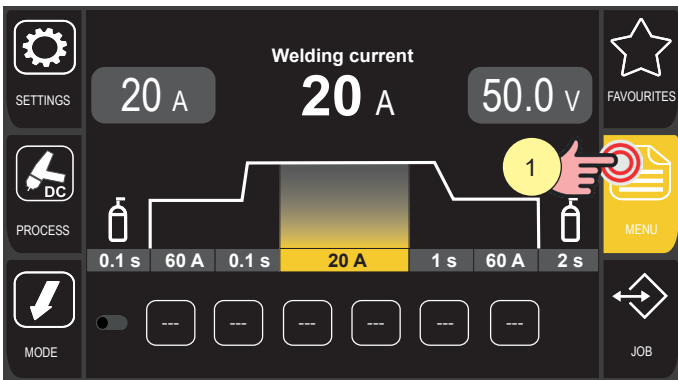 Welding current
20 A
20 A
50.0 V
SETTINGS
FAVOURITES
1
DC
PROCESS
MENU
0.1 s 60 A 0.1 s 20 A 1 s 60 A 2 s
--- --- --- --- --- ---
MODE
JOB